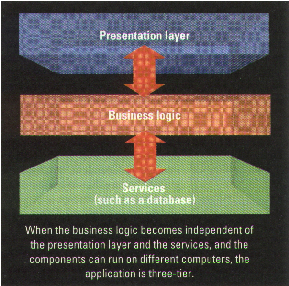 Presentation layer
Business logic
Services
(such as a database)
When the business logic becomes independent of
the presentation layer and the services, and the
components can run on different computers, the
application is three-tier.